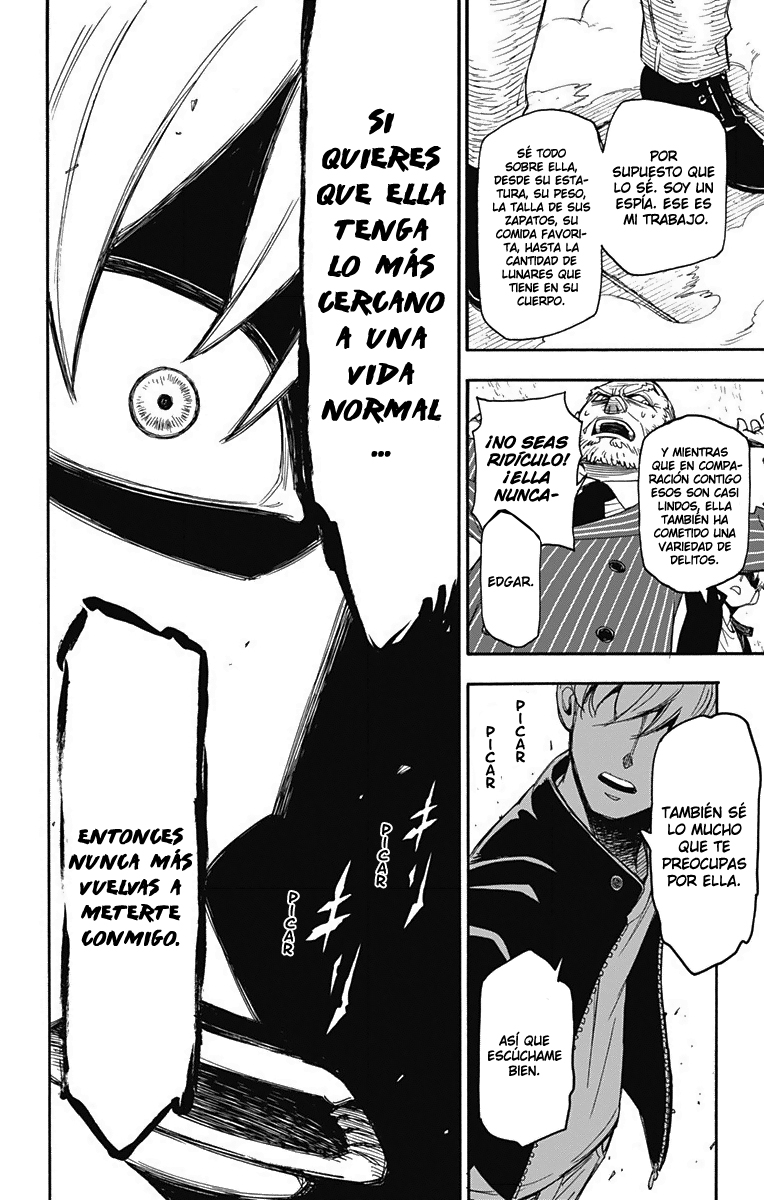 POR
SUPUESTO QUE
LO SÉ. SOY UN
ESPÍA. ESE ES
MI TRABAJO.
SÉ TODO
SOBRE ELLA,
DESDE SU ESTA-
TURA, SU PESO,
LA TALLA DE SUS
ZAPATOS, SU
COMIDA FAVORI-
TA, HASTA LA
CANTIDAD DE
LUNARES QUE
TIENE EN SU
CUERPO.
Y MIENTRAS
QUE EN COMPA-
RACIÓN CONTIGO
ESOS SON CASI
LINDOS, ELLA
TAMBIÉN HA
COMETIDO UNA
VARIEDAD DE
DELITOS.
¡NO SEAS
RIDÍCULO!
¡ELLA
NUNCA-
EDGAR.
PICAR
PICAR
TAMBIÉN SÉ
LO MUCHO
QUE TE
PREOCUPAS
POR ELLA.
ASÍ QUE
ESCÚCHAME
BIEN.
SI
QUIERES
QUE ELLA
TENGA
LO MÁS
CERCANO
A UNA
VIDA
NORMAL
...
PICAR
PICAR
ENTONCES
NUNCA MÁS
VUELVAS A
METERTE
CONMIGO.